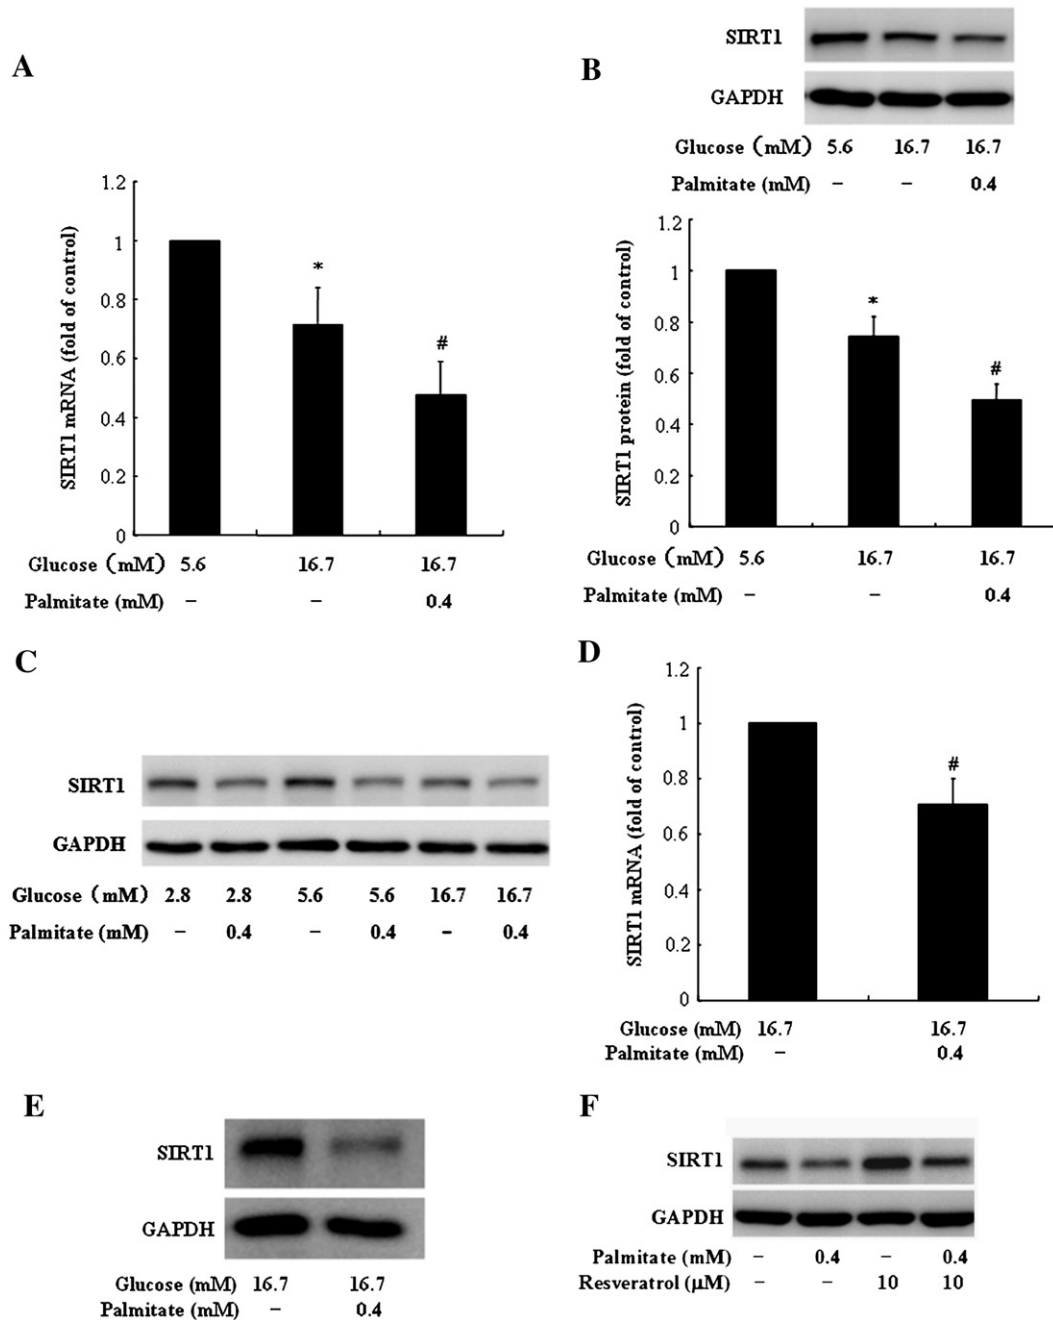 A
SIRT1 mRNA (fold of control)
1.2
1
0.8
0.6
0.4
0.2
0
*
#
Glucose (mM) 5.6 16.7 16.7
Palmitate (mM) – – 0.4
B
SIRT1
GAPDH
Glucose (mM) 5.6 16.7 16.7
Palmitate (mM) – – 0.4
SIRT1 protein (fold of control)
1.2
1
0.8
0.6
0.4
0.2
0
*
#
Glucose (mM) 5.6 16.7 16.7
Palmitate (mM) – – 0.4
C
SIRT1
GAPDH
Glucose (mM) 2.8 2.8 5.6 5.6 16.7 16.7
Palmitate (mM) – 0.4 – 0.4 – 0.4
D
SIRT1 mRNA (fold of control)
1.2
1
0.8
0.6
0.4
0.2
0
#
Glucose (mM) 16.7 16.7
Palmitate (mM) – 0.4
E
SIRT1
GAPDH
Glucose (mM) 16.7 16.7
Palmitate (mM) – 0.4
F
SIRT1
GAPDH
Palmitate (mM) – 0.4 – 0.4
Resveratrol (μM) – – 10 10